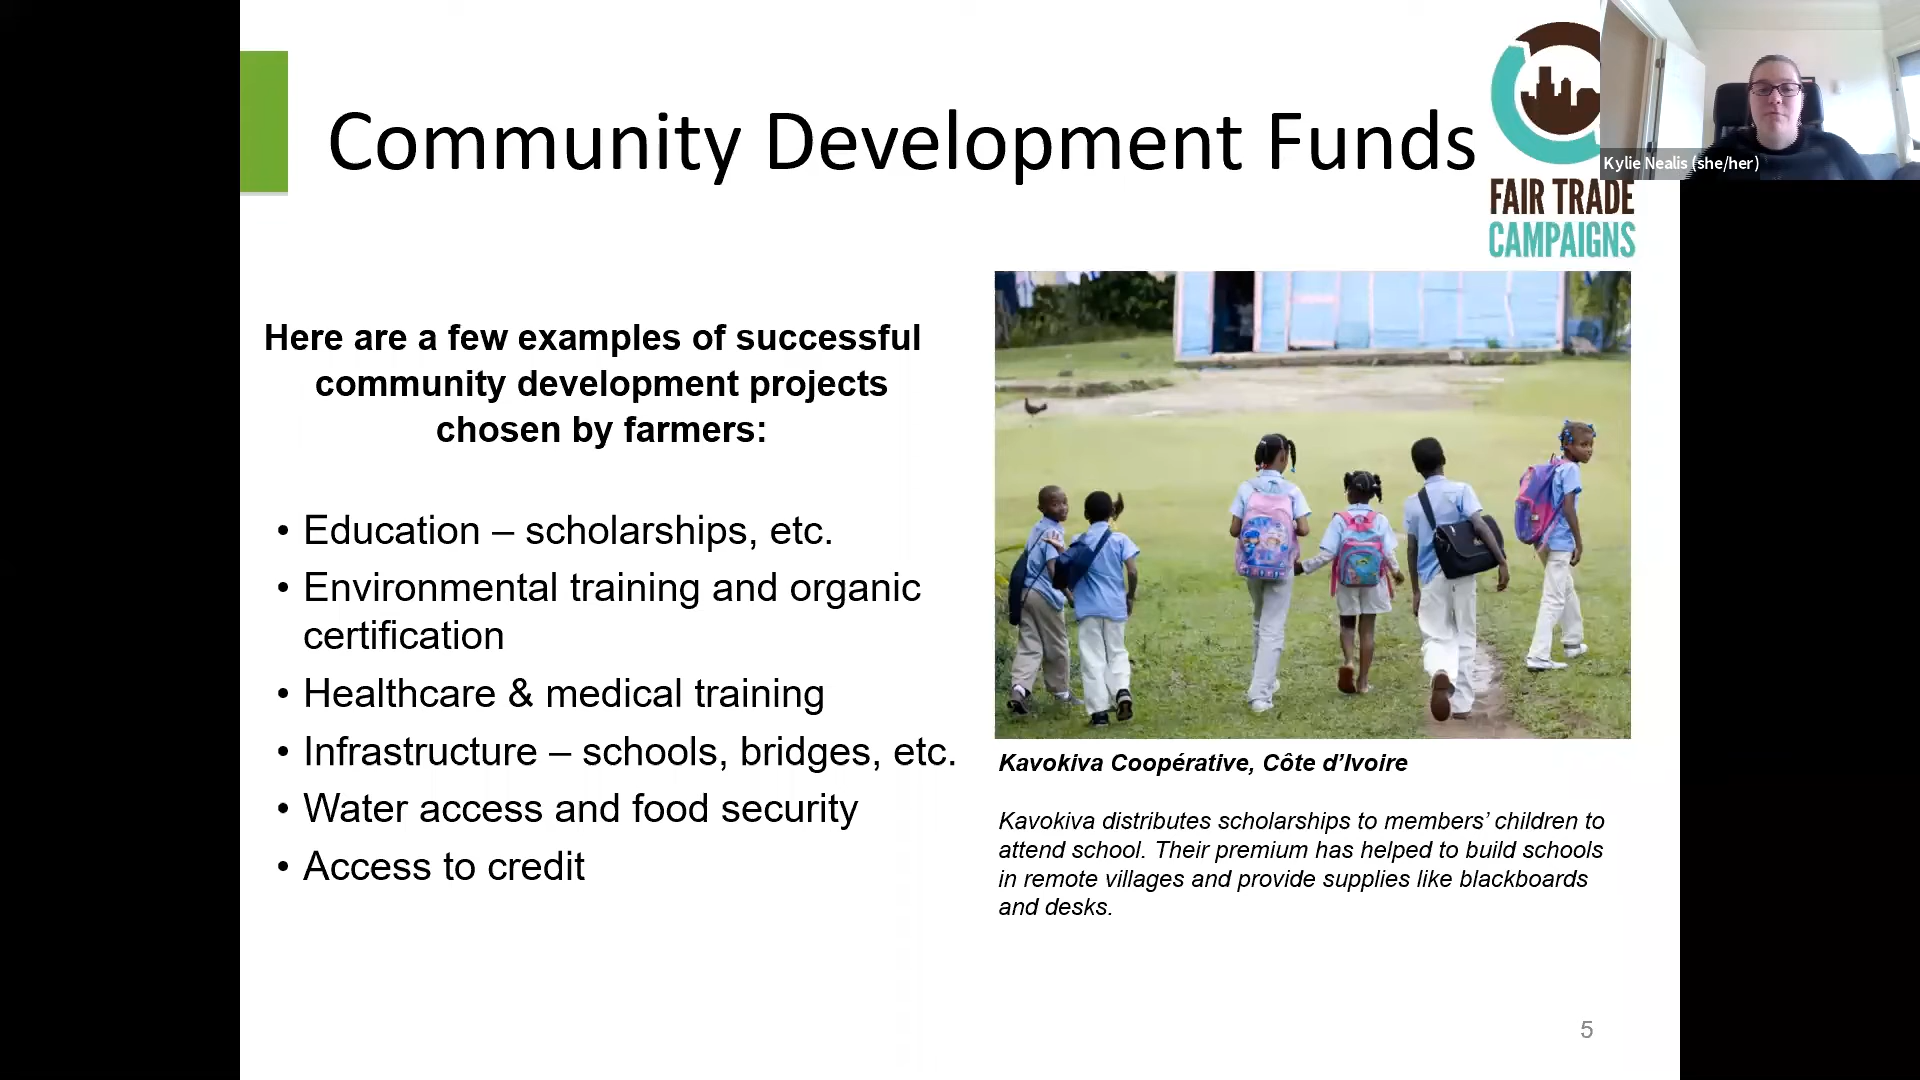 Community Development Funds
FAIR TRADE
CAMPAIGNS
Kylie Nealis (she/her)
Here are a few examples of successful
community development projects
chosen by farmers:
• Education – scholarships, etc.
• Environmental training and organic
certification
• Healthcare & medical training
• Infrastructure – schools, bridges, etc.
• Water access and food security
• Access to credit
Kavokiva Coopérative, Côte d’Ivoire
Kavokiva distributes scholarships to members’ children to
attend school. Their premium has helped to build schools
in remote villages and provide supplies like blackboards
and desks.
5